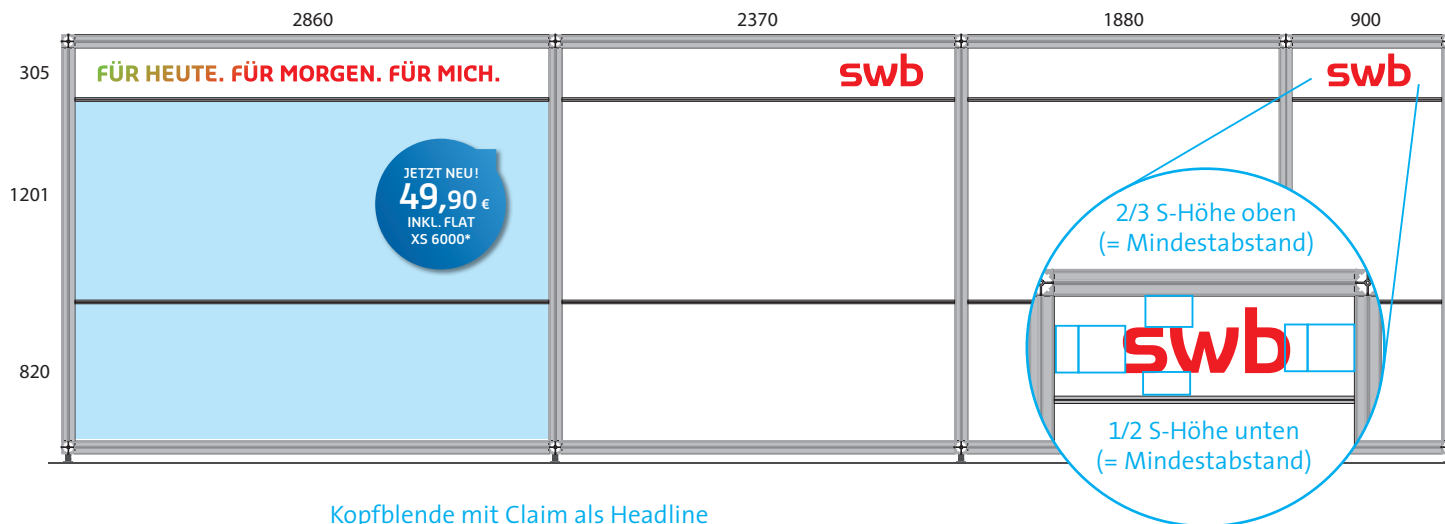 2860
2370
1880
900
305
FÜR HEUTE. FÜR MORGEN. FÜR MICH.
swb
swb
1201
JETZT NEU!
49,90 €
INKL. FLAT
XS 6000*
2/3 S-Höhe oben
(= Mindestabstand)
swb
820
1/2 S-Höhe unten
(= Mindestabstand)
Kopfblende mit Claim als Headline